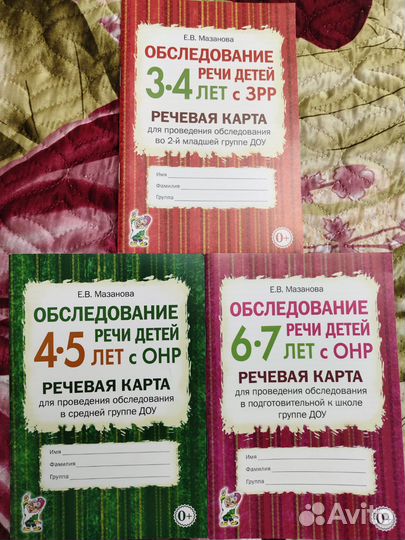 Е.В. Мазанова
ОБСЛЕДОВАНИЕ
3-4 РЕЧИ ДЕТЕЙ
ЛЕТ с ЗРР
РЕЧЕВАЯ КАРТА
для проведения обследования
во 2-й младшей группе ДОУ
Имя
Фамилия
Группа
0+
Е.В. Мазанова
ОБСЛЕДОВАНИЕ
4-5 РЕЧИ ДЕТЕЙ
ЛЕТ с ОНР
РЕЧЕВАЯ КАРТА
для проведения обследования
в средней группе ДОУ
Имя
Фамилия
Группа
0+
Е.В. Мазанова
ОБСЛЕДОВАНИЕ
6-7 РЕЧИ ДЕТЕЙ
ЛЕТ с ОНР
РЕЧЕВАЯ КАРТА
для проведения обследования
в подготовительной к школе
группе ДОУ
Имя
Фамилия
Группа
0+
Avito